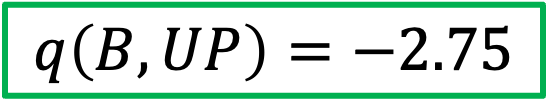 q(B, UP) = −2.75